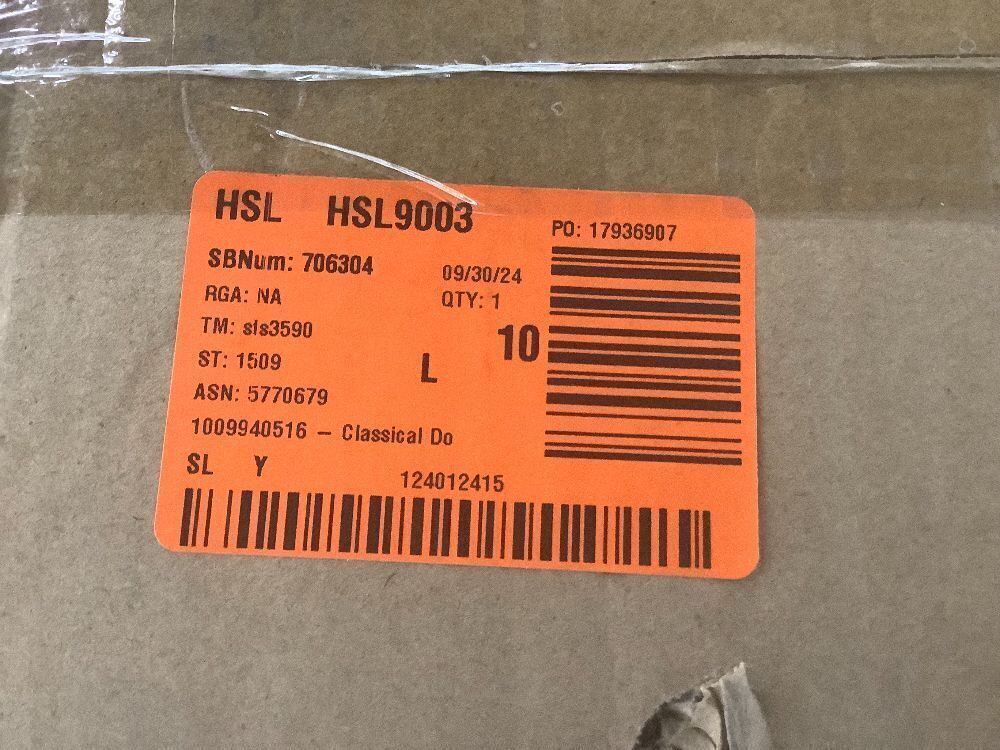 HSL HSL9003
PO: 17936907
SBNum: 706304
09/30/24
RGA: NA
QTY: 1
TM: sls3590
10
ST: 1509
L
ASN: 5770679
1009940516 – Classical Do
SL Y
124012415